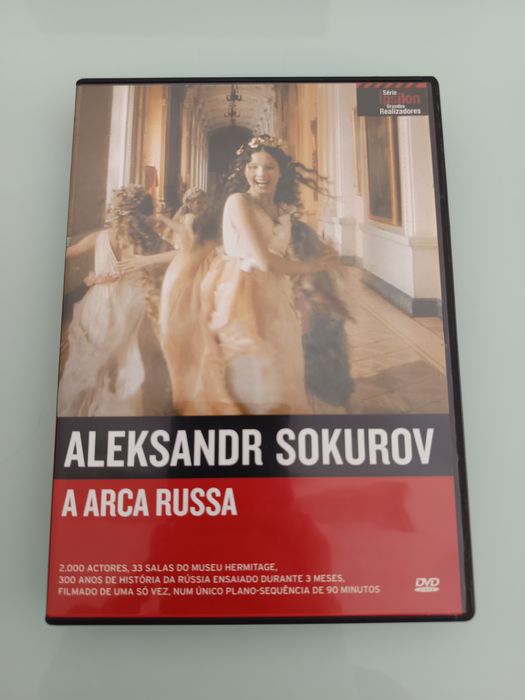 Série
Grandes
Realizadores
ALEKSANDR SOKUROV
A ARCA RUSSA
2.000 ACTORES, 33 SALAS DO MUSEU HERMITAGE,
300 ANOS DE HISTÓRIA DA RÚSSIA ENSAIADO DURANTE 3 MESES,
FILMADO DE UMA SÓ VEZ, NUM ÚNICO PLANO-SEQUÊNCIA DE 90 MINUTOS
DVD